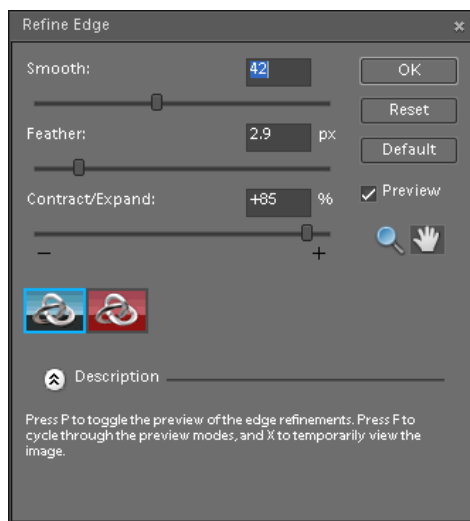 Refine Edge
Smooth: 42
OK
Reset
Feather: 2.9 px
Default
Contract/Expand: +85 %
Preview
Description
Press P to toggle the preview of the edge refinements. Press F to
cycle through the preview modes, and X to temporarily view the
image.